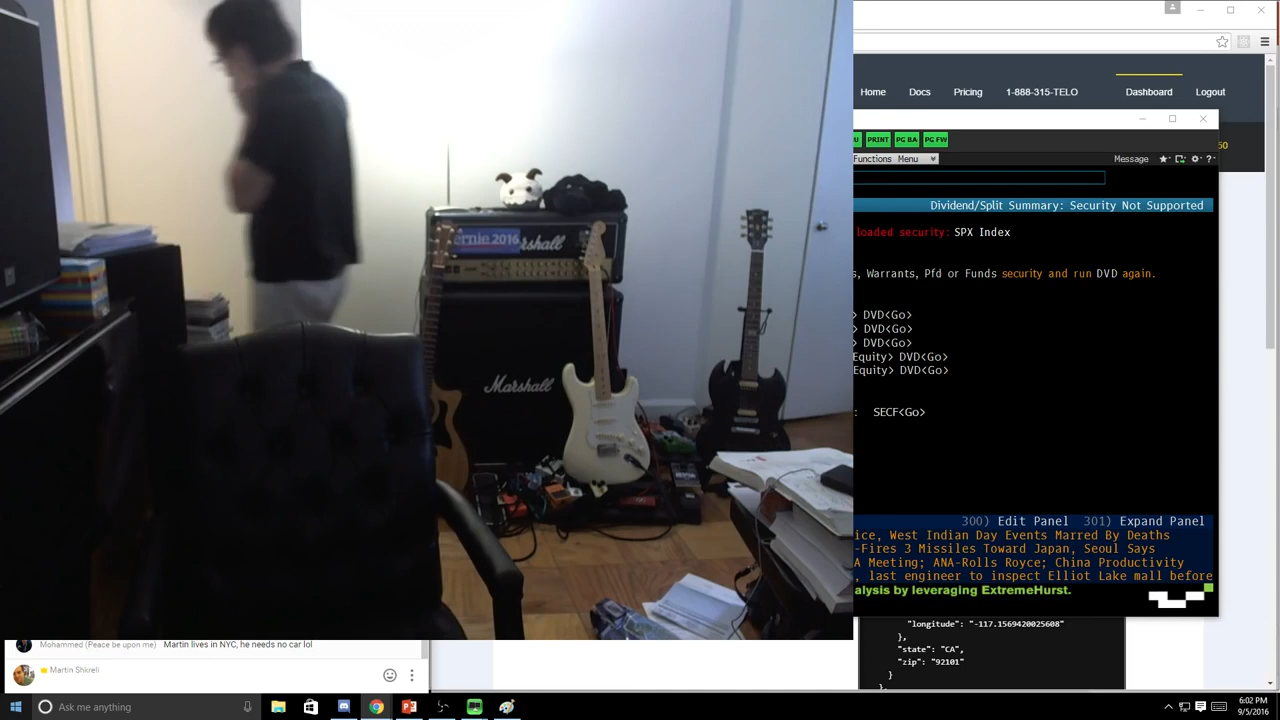 Home Docs Pricing 1-888-315-TELO Dashboard Logout
50
U PRINT PG BA PG FW
Functions Menu Message
Dividend/Split Summary: Security Not Supported
loaded security: SPX Index
s, Warrants, Pfd or Funds security and run DVD again.
> DVD<Go>
> DVD<Go>
> DVD<Go>
Equity> DVD<Go>
Equity> DVD<Go>
: SECF<Go>
300) Edit Panel 301) Expand Panel
ice, West Indian Day Events Marred By Deaths
-Fires 3 Missiles Toward Japan, Seoul Says
A Meeting; ANA-Rolls Royce; China Productivity
, last engineer to inspect Elliot Lake mall before
alysis by leveraging ExtremeHurst.
ernie 2016
rshall
Marshall
"longitude": "-117.1569420025608"
},
"state": "CA",
"zip": "92101"
}
},
Mohammed (Peace be upon me) Martin lives in NYC, he needs no car lol
Martin Shkreli
Ask me anything
6:02 PM
9/5/2016